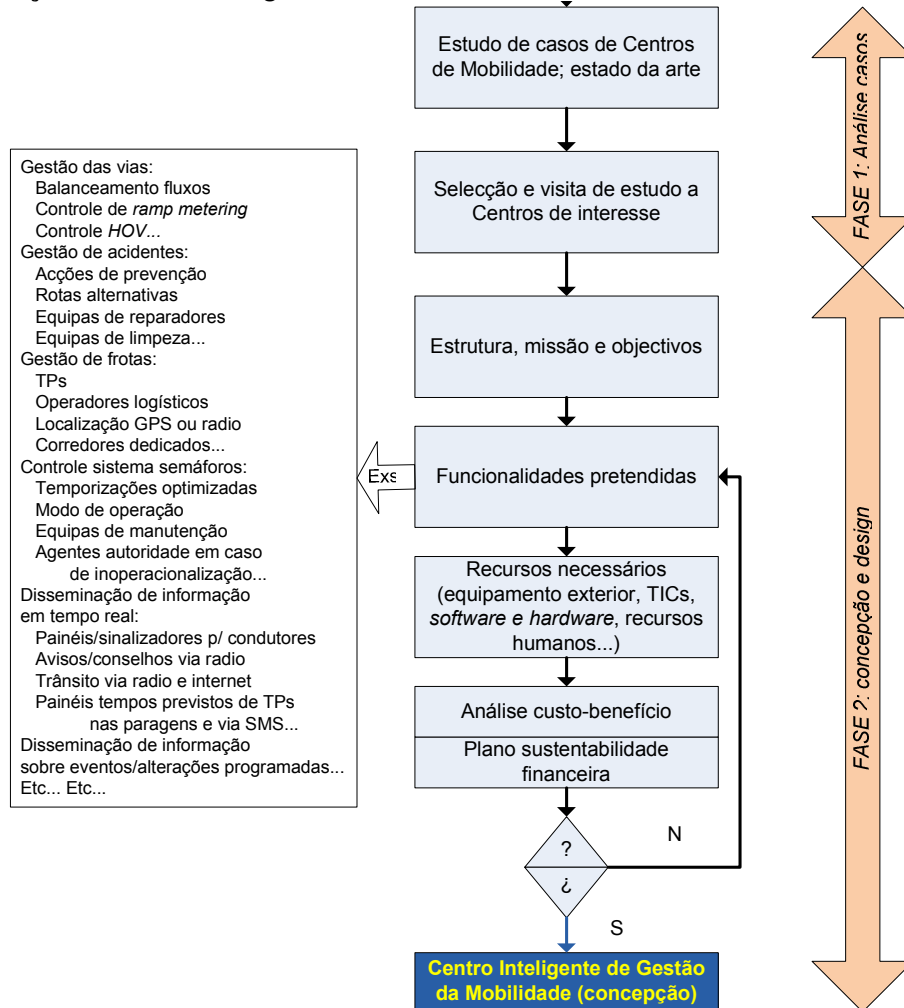 Estudo de casos de Centros
de Mobilidade; estado da arte
Selecção e visita de estudo a
Centros de interesse
Estrutura, missão e objectivos
Funcionalidades pretendidas
Exs
Gestão das vias:
Balanceamento fluxos
Controle de ramp metering
Controle HOV...
Gestão de acidentes:
Acções de prevenção
Rotas alternativas
Equipas de reparadores
Equipas de limpeza...
Gestão de frotas:
TPs
Operadores logísticos
Localização GPS ou radio
Corredores dedicados...
Controle sistema semáforos:
Temporizações optimizadas
Modo de operação
Equipas de manutenção
Agentes autoridade em caso
de inoperacionalização...
Disseminação de informação
em tempo real:
Painéis/sinalizadores p/ condutores
Avisos/conselhos via radio
Trânsito via radio e internet
Painéis tempos previstos de TPs
nas paragens e via SMS...
Disseminação de informação
sobre eventos/alterações programadas...
Etc... Etc...
Recursos necessários
(equipamento exterior, TICs,
software e hardware, recursos
humanos...)
Análise custo-benefício
Plano sustentabilidade
financeira
?
¿
N
S
Centro Inteligente de Gestão
da Mobilidade (concepção)
FASE 1: Análise casos
FASE 2: concepção e design